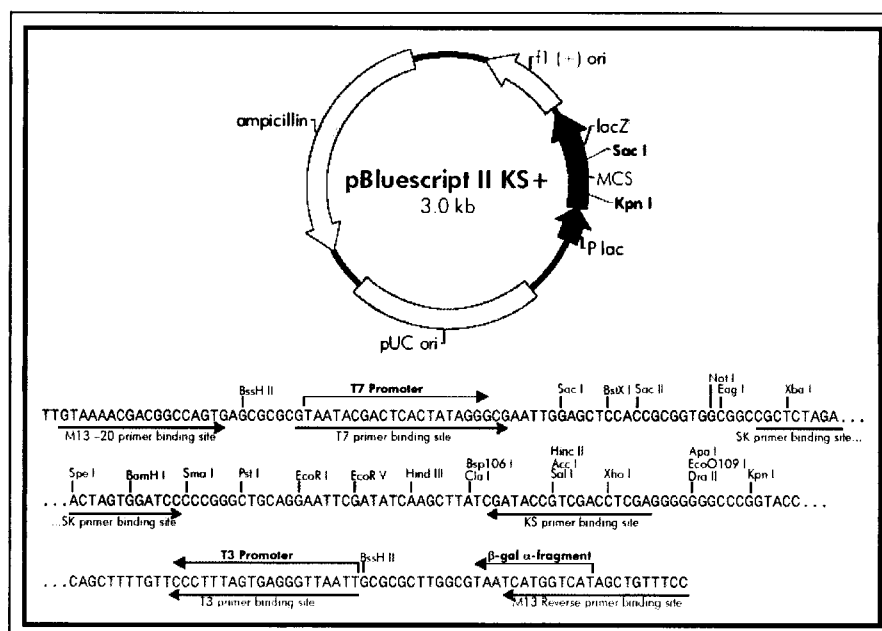 f1 (+) ori
ampicillin
lacZ
Sac I
MCS
Kpn I
P lac
pBluescript II KS+
3.0 kb
pUC ori
BssH II
T7 Promoter
Sac I
BstX I
Sac II
Not I
Eag I
Xba I
TTGTAAAACGACGGCCAGTGAGCGCGCGTAATACGACTCACTATAGGGCGAATTGGAGCTCCACCGCGGTGGCGGCCGCTCTAGA...
M13 -20 primer binding site
T7 primer binding site
SK primer binding site...
Spe I
BamH I
Sma I
Pst I
EcoR I
EcoR V
Hind III
Bsp106 I
Cla I
Hinc II
Acc I
Sal I
Xho I
Apa I
EcoO109 I
Dra II
Kpn I
...ACTAGTGGATCCCCCGGGCTGCAGGAATTCGATATCAAGCTTATCGATACCGTCGACCTCGAGGGGGGGCCCGGTACC...
...SK primer binding site
KS primer binding site
T3 Promoter
BssH II
β-gal α-fragment
...CAGCTTTTGTTCCCTTTAGTGAGGGTTAATTGCGCGCTTGGCGTAATCATGGTCATAGCTGTTTCC
T3 primer binding site
M13 Reverse primer binding site